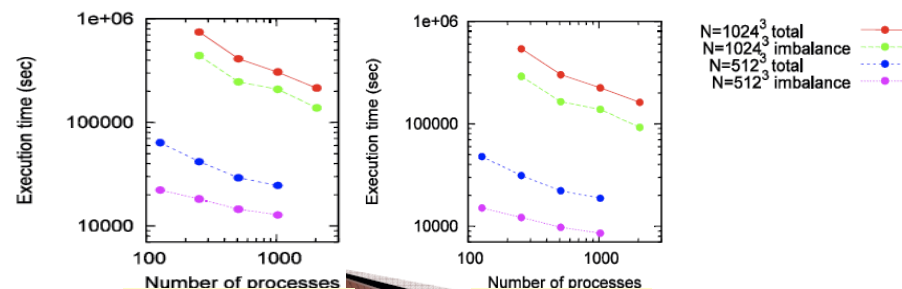 1e+06
100000
10000
100
1000
Execution time (sec)
Number of processes
1e+06
100000
10000
100
1000
Execution time (sec)
Number of processes
N=1024³ total
N=1024³ imbalance
N=512³ total
N=512³ imbalance